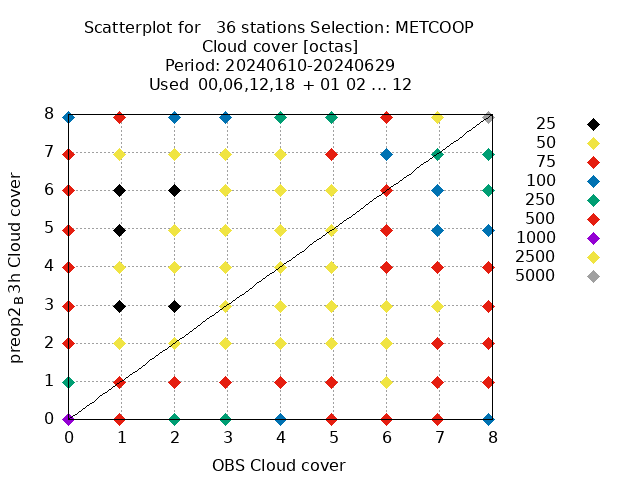 Scatterplot for 36 stations Selection: METCOOP
Cloud cover [octas]
Period: 20240610-20240629
Used 00,06,12,18 + 01 02 ... 12
8
7
6
5
4
3
2
1
0
preop2_B 3h Cloud cover
0 1 2 3 4 5 6 7 8
OBS Cloud cover
25
50
75
100
250
500
1000
2500
5000